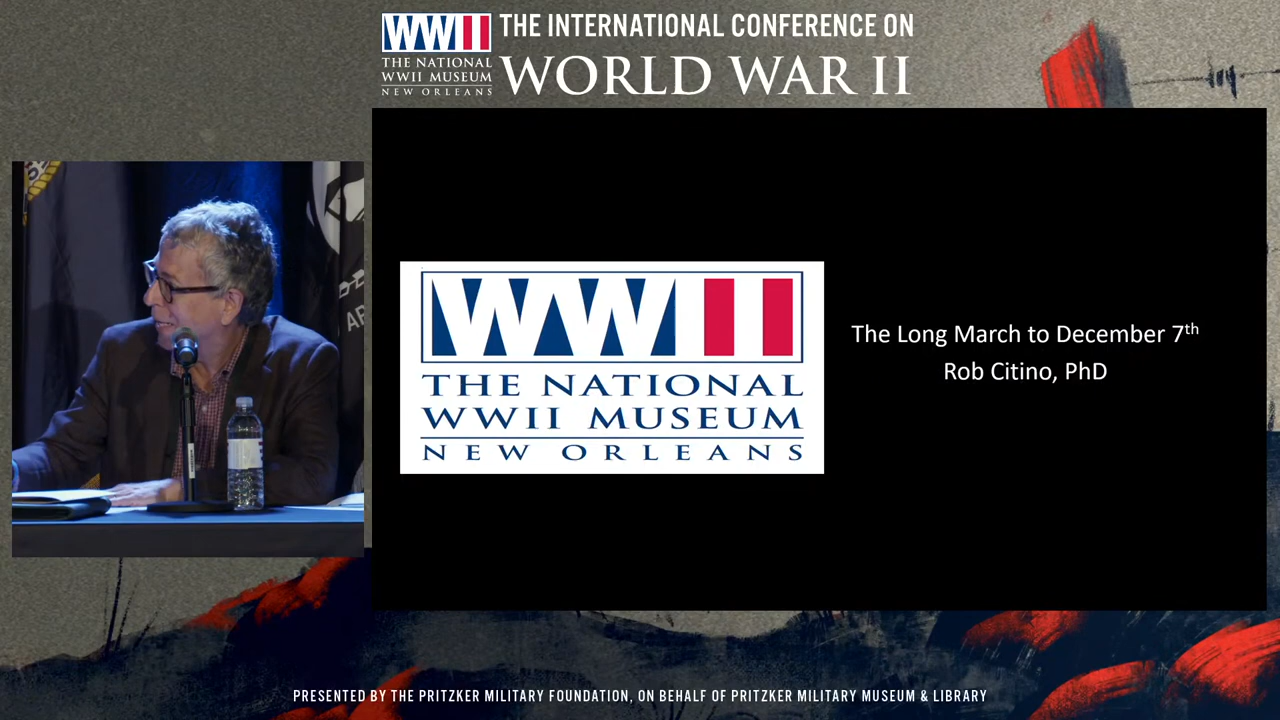 WWII
THE NATIONAL
WWII MUSEUM
NEW ORLEANS
THE INTERNATIONAL CONFERENCE ON
WORLD WAR II
WWII
THE NATIONAL
WWII MUSEUM
NEW ORLEANS
The Long March to December 7th
Rob Citino, PhD
PRESENTED BY THE PRITZKER MILITARY FOUNDATION, ON BEHALF OF PRITZKER MILITARY MUSEUM & LIBRARY